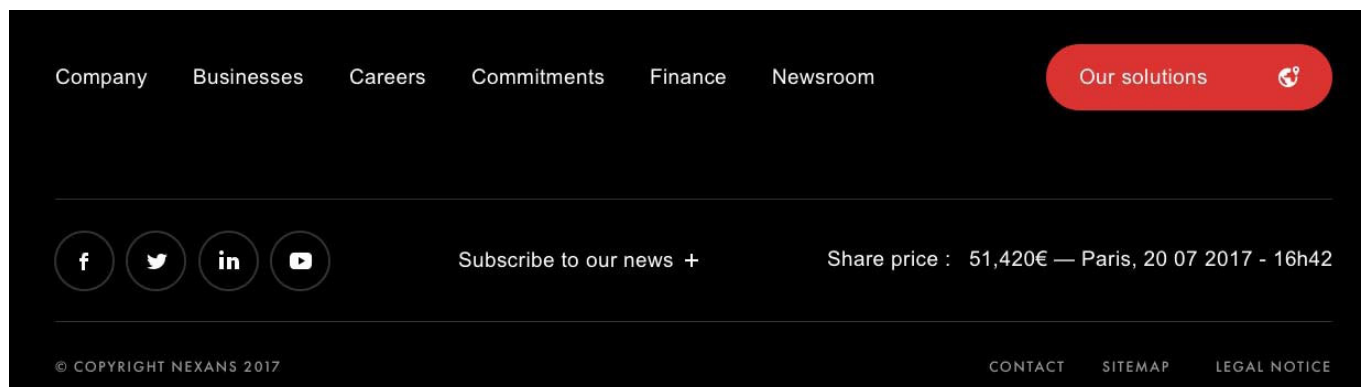 Company Businesses Careers Commitments Finance Newsroom Our solutions
Subscribe to our news + Share price : 51,420€ — Paris, 20 07 2017 - 16h42
© COPYRIGHT NEXANS 2017 CONTACT SITEMAP LEGAL NOTICE